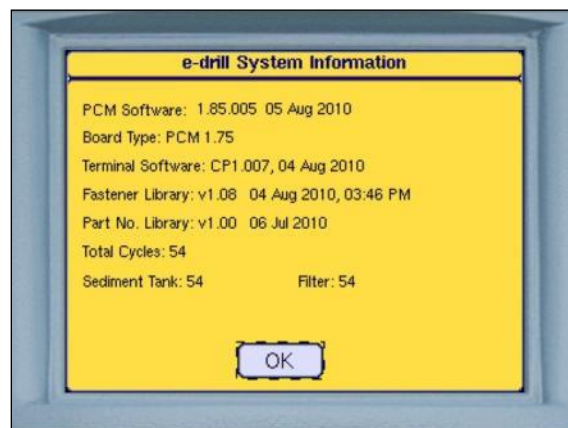 e-drill System Information
PCM Software: 1.85.005 05 Aug 2010
Board Type: PCM 1.75
Terminal Software: CP1.007, 04 Aug 2010
Fastener Library: v1.08 04 Aug 2010, 03:46 PM
Part No. Library: v1.00 06 Jul 2010
Total Cycles: 54
Sediment Tank: 54 Filter: 54
OK